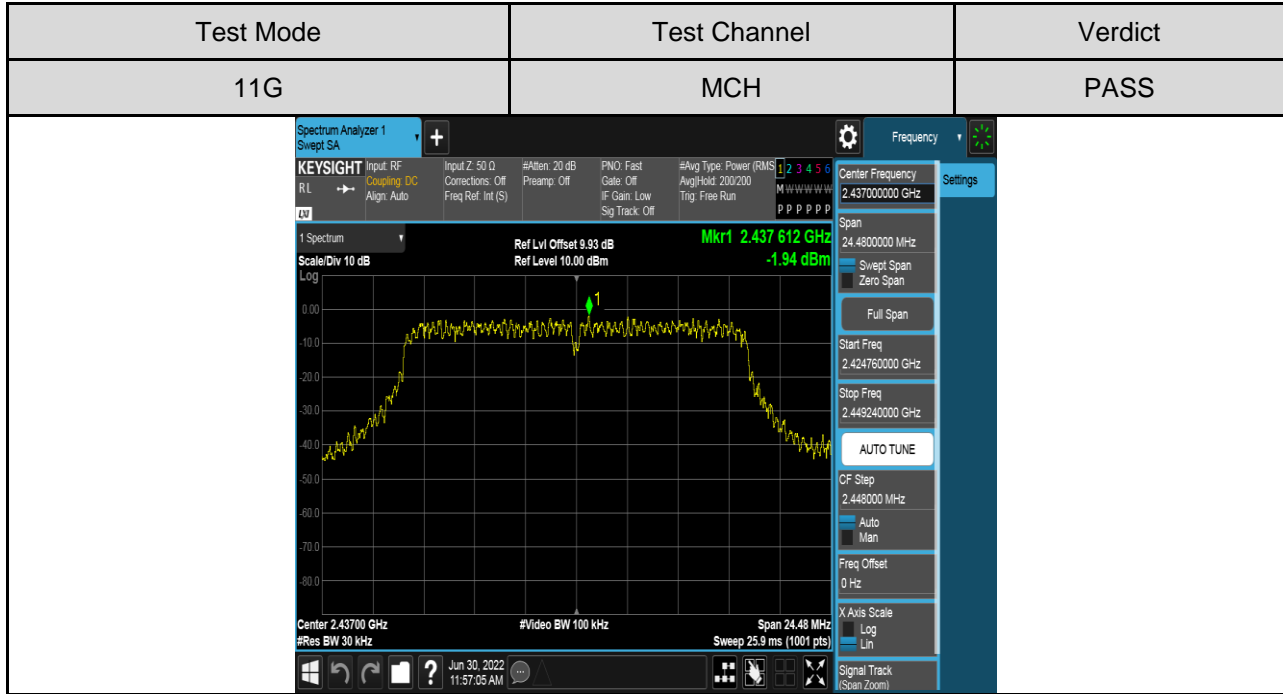 Test Mode Test Channel Verdict
11G MCH PASS
Spectrum Analyzer 1
Swept SA
+
Frequency
KEYSIGHT Input: RF Input Z: 50 Ω #Atten: 20 dB PNO: Fast #Avg Type: Power (RMS 1 2 3 4 5 6
RL Coupling: DC Corrections: Off Preamp: Off Gate: Off Avg|Hold: 200/200 M W W W W W
Align: Auto Freq Ref: Int (S) IF Gain: Low Trig: Free Run
LXI Sig Track: Off P P P P P P
1 Spectrum Ref Lvl Offset 9.93 dB Mkr1 2.437 612 GHz
Scale/Div 10 dB Ref Level 10.00 dBm -1.94 dBm
Log
1
0.00
-10.0
-20.0
-30.0
-40.0
-50.0
-60.0
-70.0
-80.0
Center 2.43700 GHz #Video BW 100 kHz Span 24.48 MHz
#Res BW 30 kHz Sweep 25.9 ms (1001 pts)
? Jun 30, 2022
11:57:05 AM
Center Frequency
2.437000000 GHz
Settings
Span
24.4800000 MHz
Swept Span
Zero Span
Full Span
Start Freq
2.424760000 GHz
Stop Freq
2.449240000 GHz
AUTO TUNE
CF Step
2.448000 MHz
Auto
Man
Freq Offset
0 Hz
X Axis Scale
Log
Lin
Signal Track
(Span Zoom)